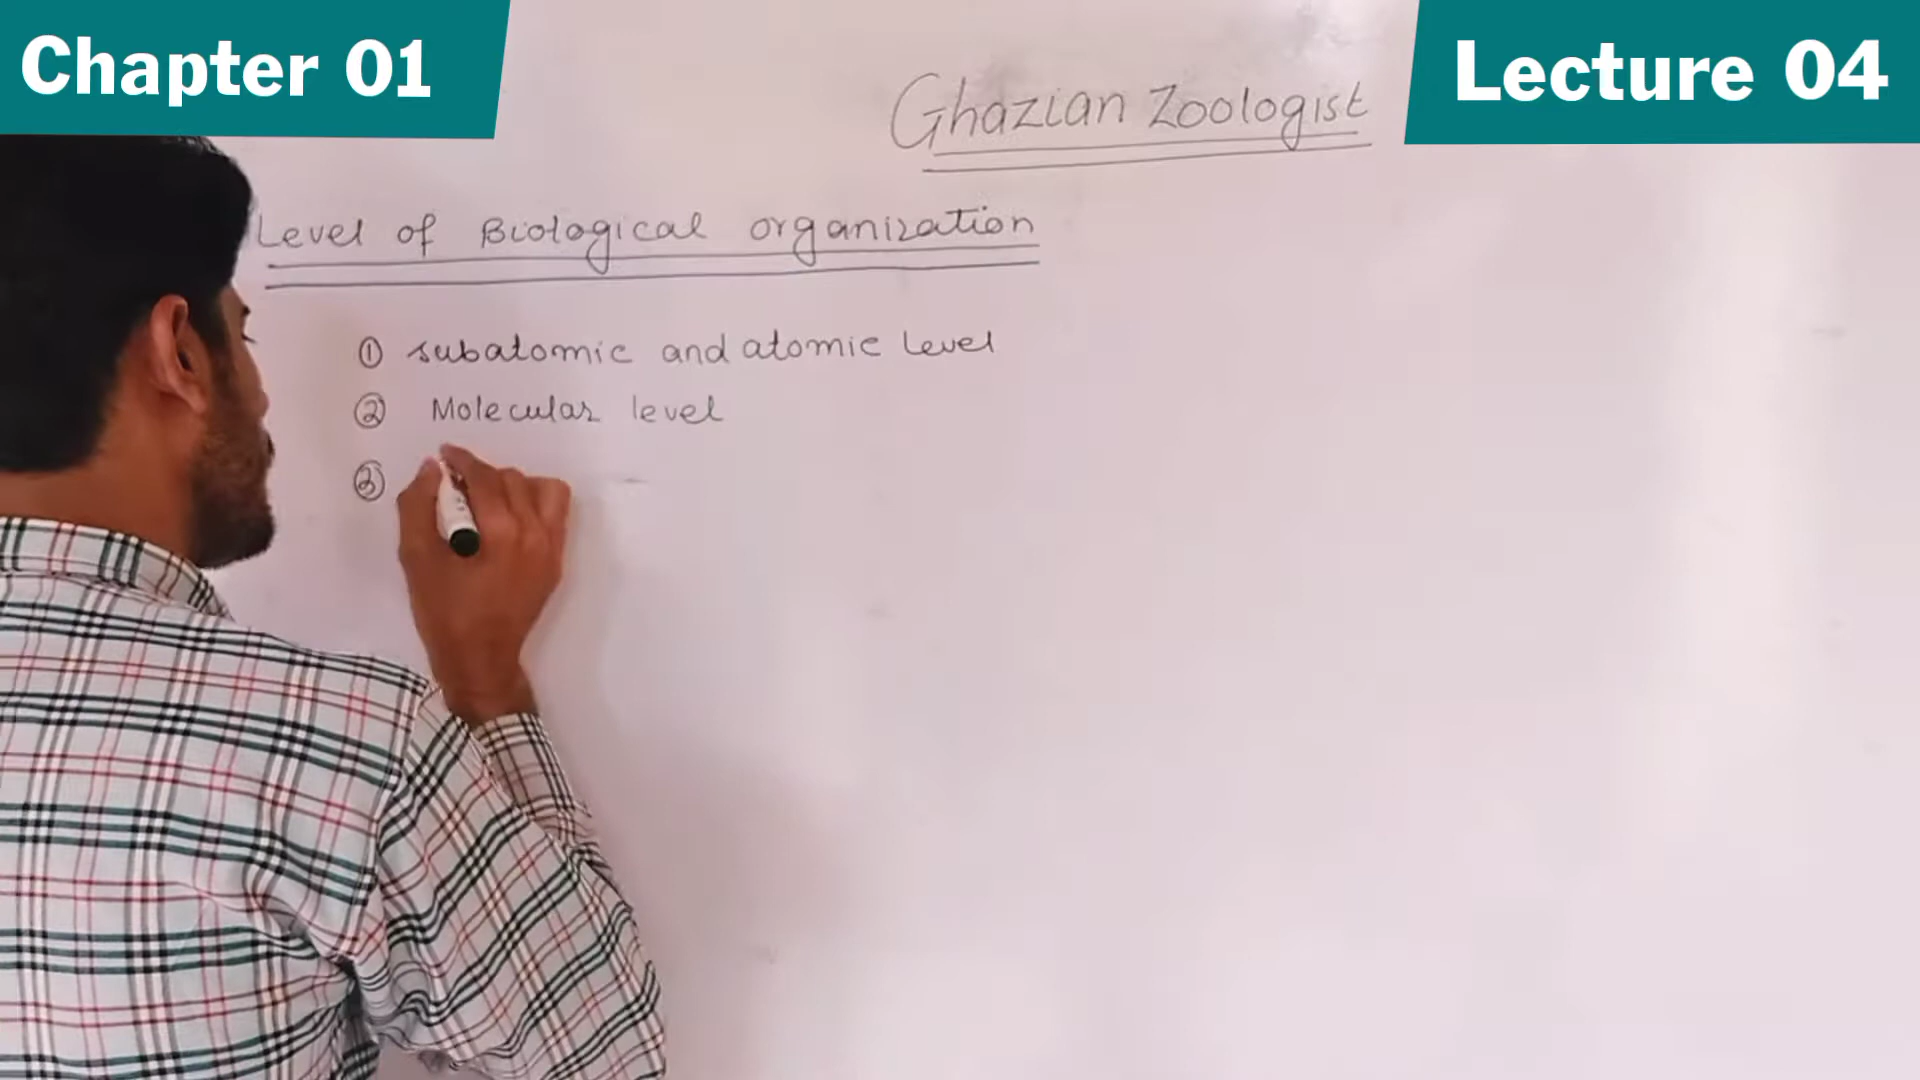 Chapter 01
Lecture 04
Ghazian Zoologist
Level of Biological organization
① subatomic and atomic Level
② Molecular level
③